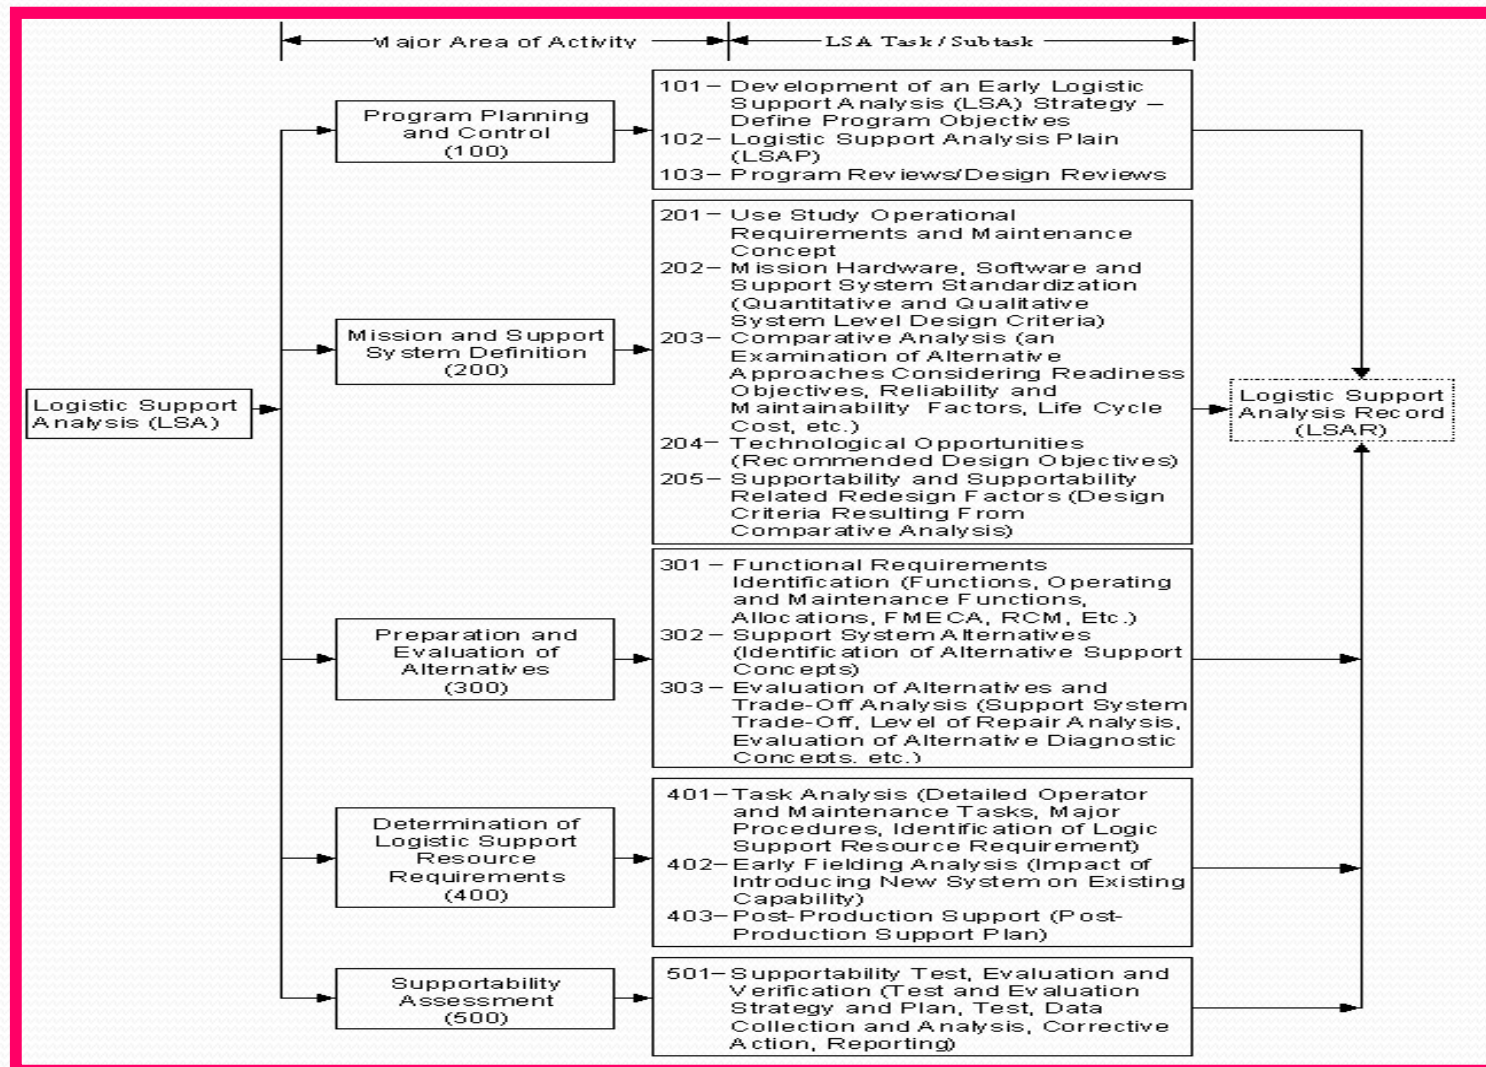 Major Area of Activity
LSA Task / Subtask
Logistic Support
Analysis (LSA)
Program Planning
and Control
(100)
101– Development of an Early Logistic
Support Analysis (LSA) Strategy –
Define Program Objectives
102– Logistic Support Analysis Plain
(LSAP)
103– Program Reviews/Design Reviews
Mission and Support
System Definition
(200)
201– Use Study Operational
Requirements and Maintenance
Concept
202– Mission Hardware, Software and
Support System Standardization
(Quantitative and Qualitative
System Level Design Criteria)
203– Comparative Analysis (an
Examination of Alternative
Approaches Considering Readiness
Objectives, Reliability and
Maintainability Factors, Life Cycle
Cost, etc.)
204– Technological Opportunities
(Recommended Design Objectives)
205– Supportability and Supportability
Related Redesign Factors (Design
Criteria Resulting From
Comparative Analysis)
Preparation and
Evaluation of
Alternatives
(300)
301– Functional Requirements
Identification (Functions, Operating
and Maintenance Functions,
Allocations, FMECA, RCM, Etc.)
302– Support System Alternatives
(Identification of Alternative Support
Concepts)
303– Evaluation of Alternatives and
Trade-Off Analysis (Support System
Trade-Off, Level of Repair Analysis,
Evaluation of Alternative Diagnostic
Concepts. etc.)
Determination of
Logistic Support
Resource
Requirements
(400)
401– Task Analysis (Detailed Operator
and Maintenance Tasks, Major
Procedures, Identification of Logic
Support Resource Requirement)
402– Early Fielding Analysis (Impact of
Introducing New System on Existing
Capability)
403– Post-Production Support (Post-
Production Support Plan)
Supportability
Assessment
(500)
501– Supportability Test, Evaluation and
Verification (Test and Evaluation
Strategy and Plan, Test, Data
Collection and Analysis, Corrective
Action, Reporting)
Logistic Support
Analysis Record
(LSAR)